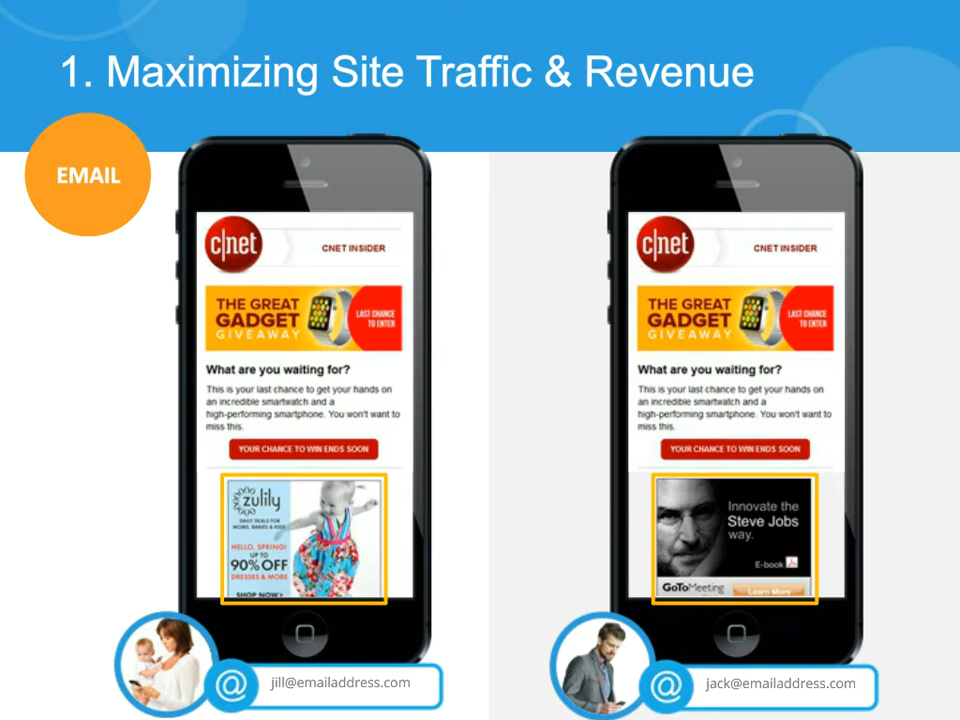 1. Maximizing Site Traffic & Revenue
EMAIL
c|net
CNET INSIDER
THE GREAT
GADGET
GIVEAWAY
LAST CHANCE
TO ENTER
What are you waiting for?
This is your last chance to get your hands on
an incredible smartwatch and a
high-performing smartphone. You won't want to
miss this.
YOUR CHANCE TO WIN ENDS SOON
zulily
DAILY DEALS FOR
MOMS, BABIES & KIDS
HELLO, SPRING!
UP TO
90% OFF
DRESSES & MORE
SHOP NOW>
@ jill@emailaddress.com
c|net
CNET INSIDER
THE GREAT
GADGET
GIVEAWAY
LAST CHANCE
TO ENTER
What are you waiting for?
This is your last chance to get your hands on
an incredible smartwatch and a
high-performing smartphone. You won't want to
miss this.
YOUR CHANCE TO WIN ENDS SOON
Innovate the
Steve Jobs
way.
E-book
GoToMeeting
Learn More
@ jack@emailaddress.com